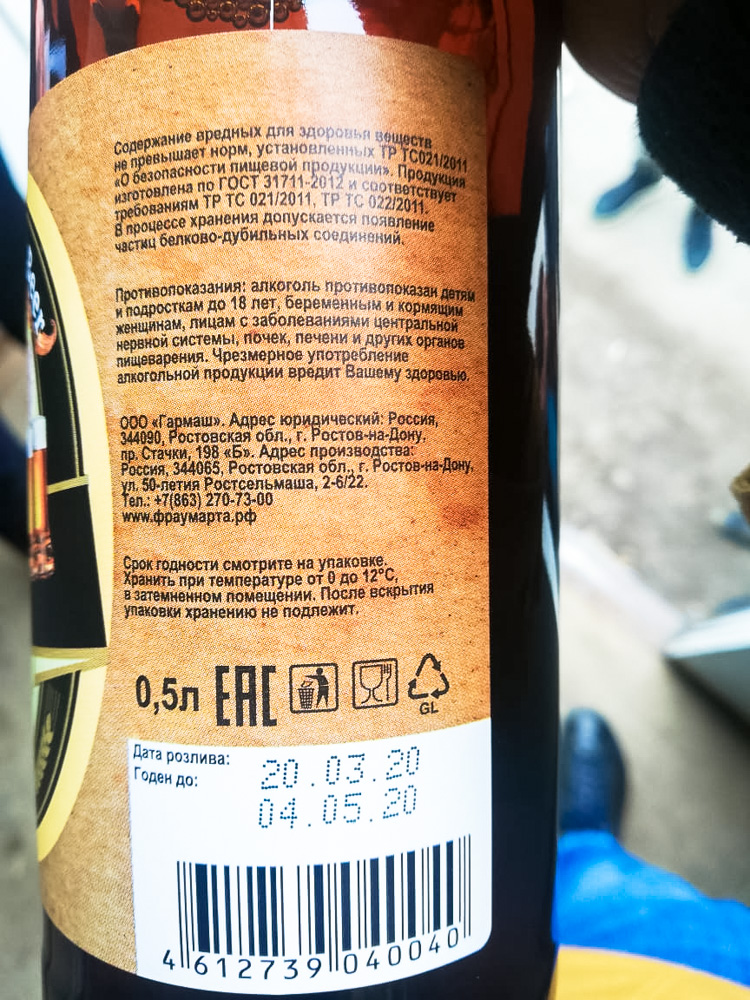 Beer
Содержание вредных для здоровья веществ
не превышает норм, установленных ТР ТС021/2011
«О безопасности пищевой продукции». Продукция
изготовлена по ГОСТ 31711-2012 и соответствует
требованиям ТР ТС 021/2011, ТР ТС 022/2011.
В процессе хранения допускается появление
частиц белково-дубильных соединений.
Противопоказания: алкоголь противопоказан детям
и подросткам до 18 лет, беременным и кормящим
женщинам, лицам с заболеваниями центральной
нервной системы, почек, печени и других органов
пищеварения. Чрезмерное употребление
алкогольной продукции вредит Вашему здоровью.
ООО «Гармаш». Адрес юридический: Россия,
344090, Ростовская обл., г. Ростов-на-Дону,
пр. Стачки, 198 «Б». Адрес производства:
Россия, 344065, Ростовская обл., г. Ростов-на-Дону,
ул. 50-летия Ростсельмаша, 2-6/22.
Тел.: +7(863) 270-73-00
www.фраумарта.рф
Срок годности смотрите на упаковке.
Хранить при температуре от 0 до 12°С,
в затемненном помещении. После вскрытия
упаковки хранению не подлежит.
0,5л EAC
GL
Дата розлива: 20.03.20
Годен до: 04.05.20
4 612739 040040